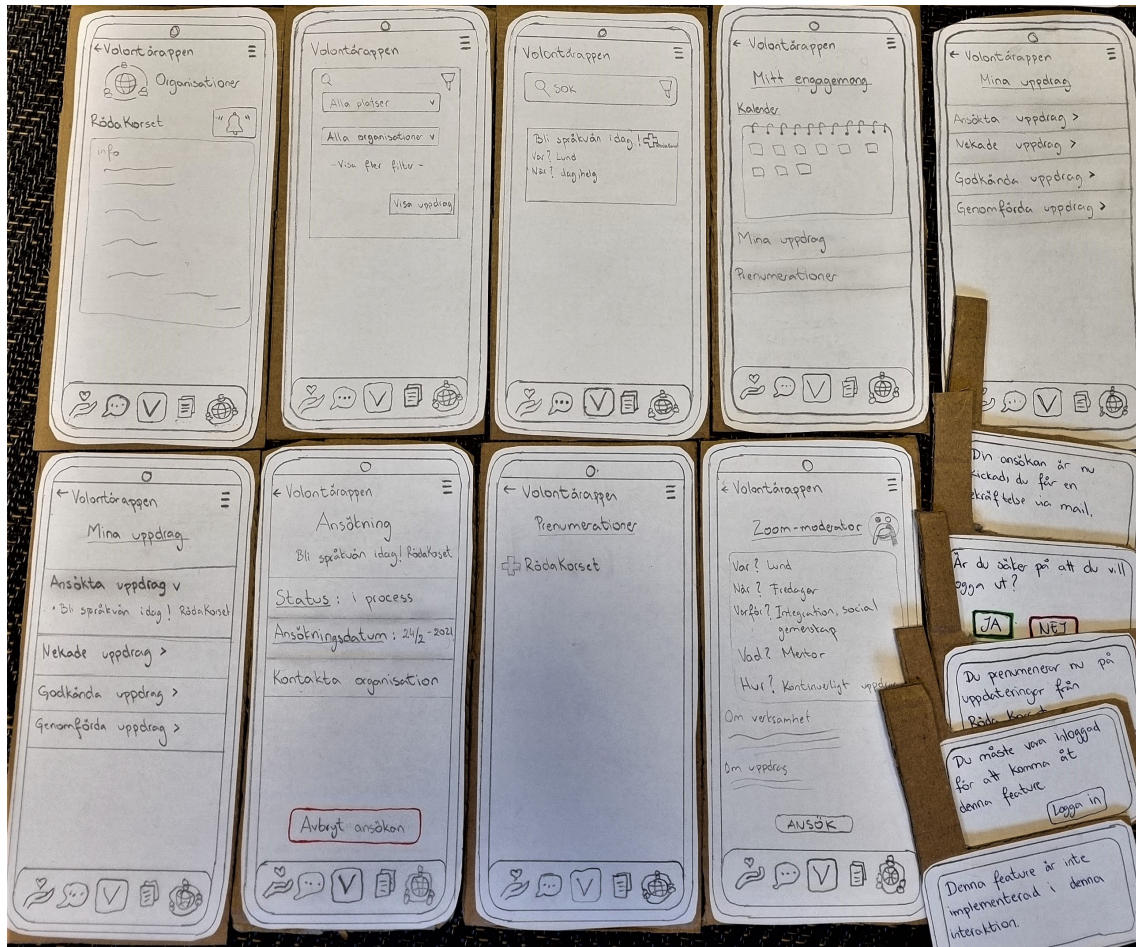 ←Volontärappen
Organisationer
RödaKorset
info
Volontärappen
Alla platser v
Alla organisationer v
-Visa fler filter-
Visa uppdrag
Volontärappen
SÖK
Bli språkvän idag!
Var? Lund
När? dag, helg
← Volontärappen
Mitt engagemang
Kalender
Mina uppdrag
Prenumerationer
← Volontärappen
Mina uppdrag
Ansökta uppdrag >
Nekade uppdrag >
Godkända uppdrag >
Genomförda uppdrag >
← Volontärappen
Mina uppdrag
Ansökta uppdrag v
• Bli språkvän idag! RödaKorset
Nekade uppdrag >
Godkända uppdrag >
Genomförda uppdrag >
← Volontärappen
Ansökning
Bli språkvän idag! RödaKorset
Status: i process
Ansökningsdatum: 24/2-2021
Kontakta organisation
Avbryt ansökan
← Volontärappen
Prenumerationer
RödaKorset
← Volontärappen
Zoom-moderator
Var? Lund
När? Fredagar
Varför? Integration, social
gemenskap
Vad? Mentor
Hur? Kontinuerligt uppdrag
Om verksamhet
Om uppdrag
ANSÖK
Din ansökan är nu
skickad, du får en
bekräftelse via mail.
Är du säker på att du vill
logga ut?
JA NEJ
Du prenumererar nu på
uppdateringar från
Röda Korset
Du måste vara inloggad
för att komma åt
denna feature
Logga in
Denna feature är inte
implementerad i denna
interaktion.